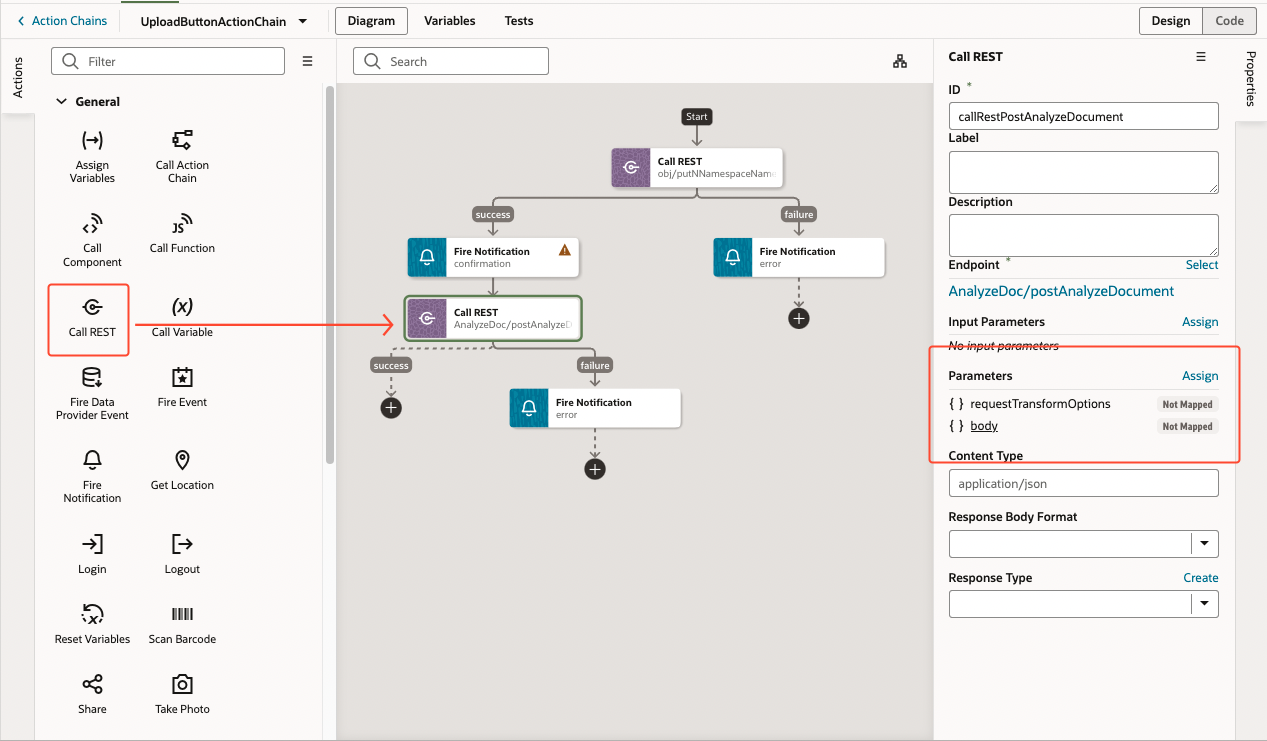 Action Chains
UploadButtonActionChain
Diagram
Variables
Tests
Design
Code
Actions
Filter
General
Assign
Variables
Call Action
Chain
Call
Component
JS
Call Function
Call REST
(x)
Call Variable
Fire Data
Provider Event
Fire Event
Fire
Notification
Get Location
Login
Logout
Reset Variables
Scan Barcode
Share
Take Photo
Search
Start
Call REST
obj/putNNamespaceName
success
failure
Fire Notification
confirmation
Fire Notification
error
Call REST
AnalyzeDoc/postAnalyzeD
success
failure
Fire Notification
error
Call REST
Properties
ID *
callRestPostAnalyzeDocument
Label
Description
Endpoint *
Select
AnalyzeDoc/postAnalyzeDocument
Input Parameters
Assign
No input parameters
Parameters
Assign
{ } requestTransformOptions
Not Mapped
{ } body
Not Mapped
Content Type
application/json
Response Body Format
Response Type
Create